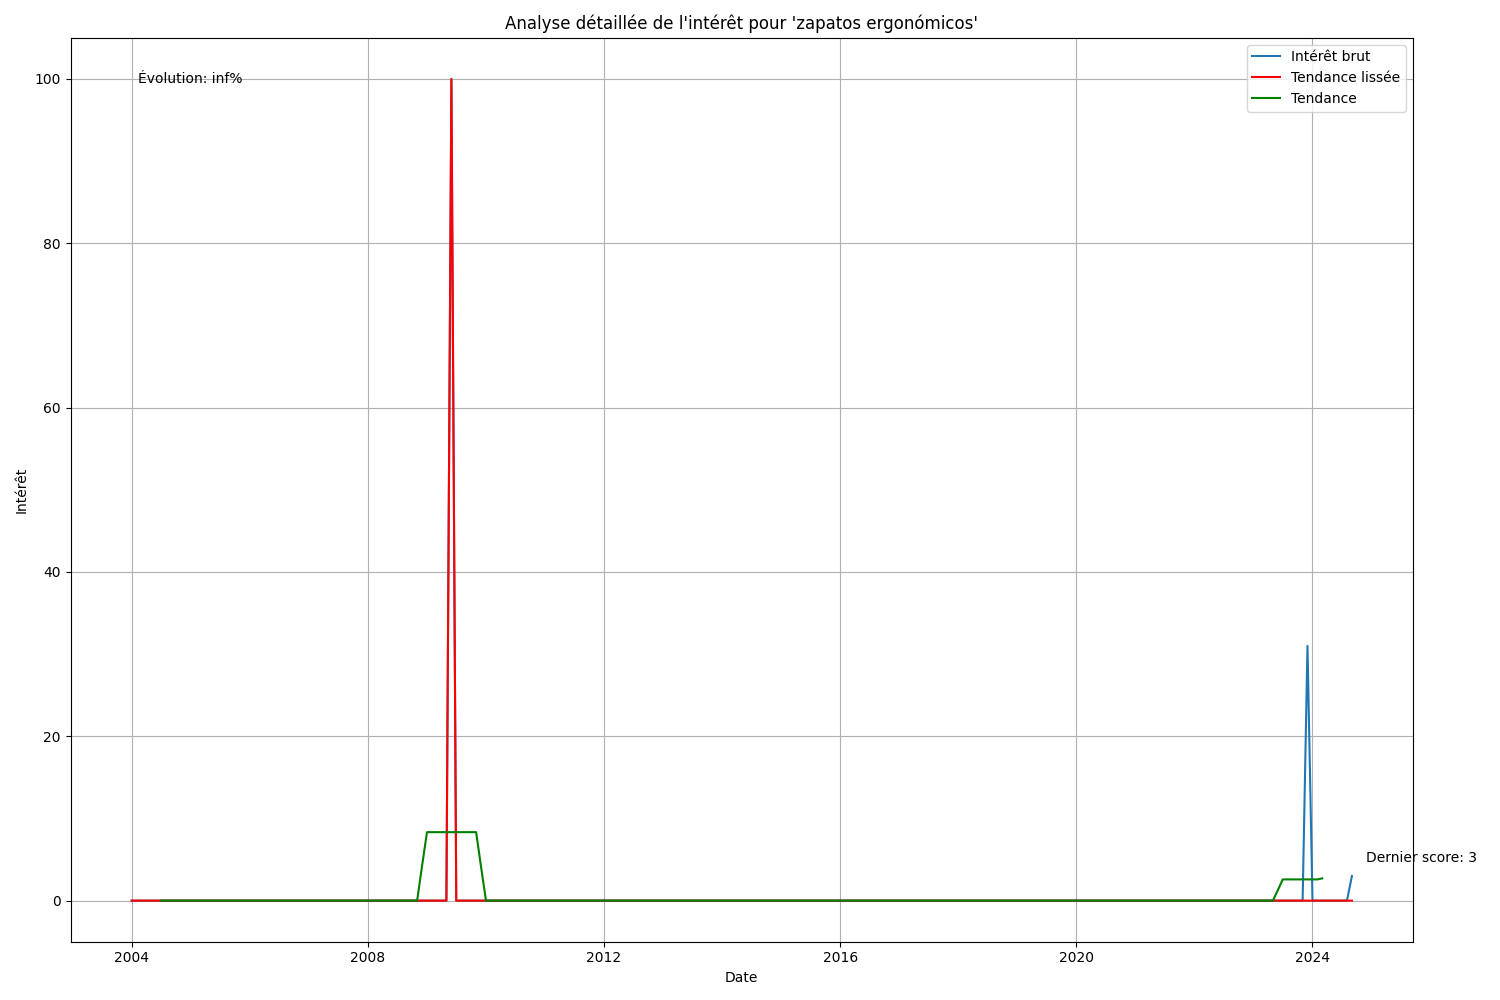 Analyse détaillée de l'intérêt pour 'zapatos ergonómicos'
Évolution: inf%
Intérêt brut
Tendance lissée
Tendance
100
80
60
40
20
0
Intérêt
Dernier score: 3
2004
2008
2012
2016
2020
2024
Date